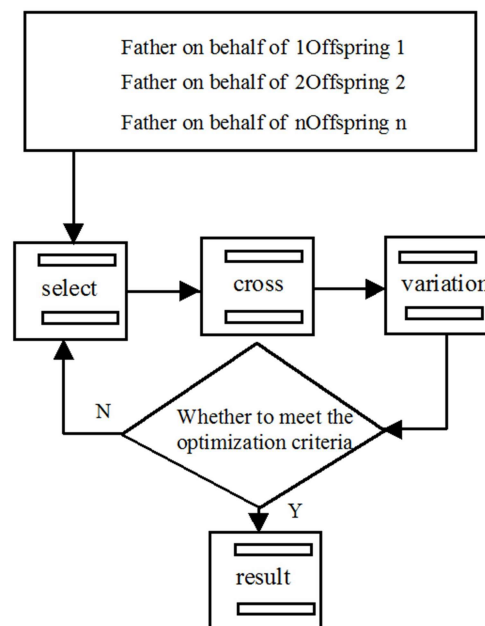 Father on behalf of 1Offspring 1
Father on behalf of 2Offspring 2
Father on behalf of nOffspring n
select
cross
variation
N
Whether to meet the
optimization criteria
Y
result